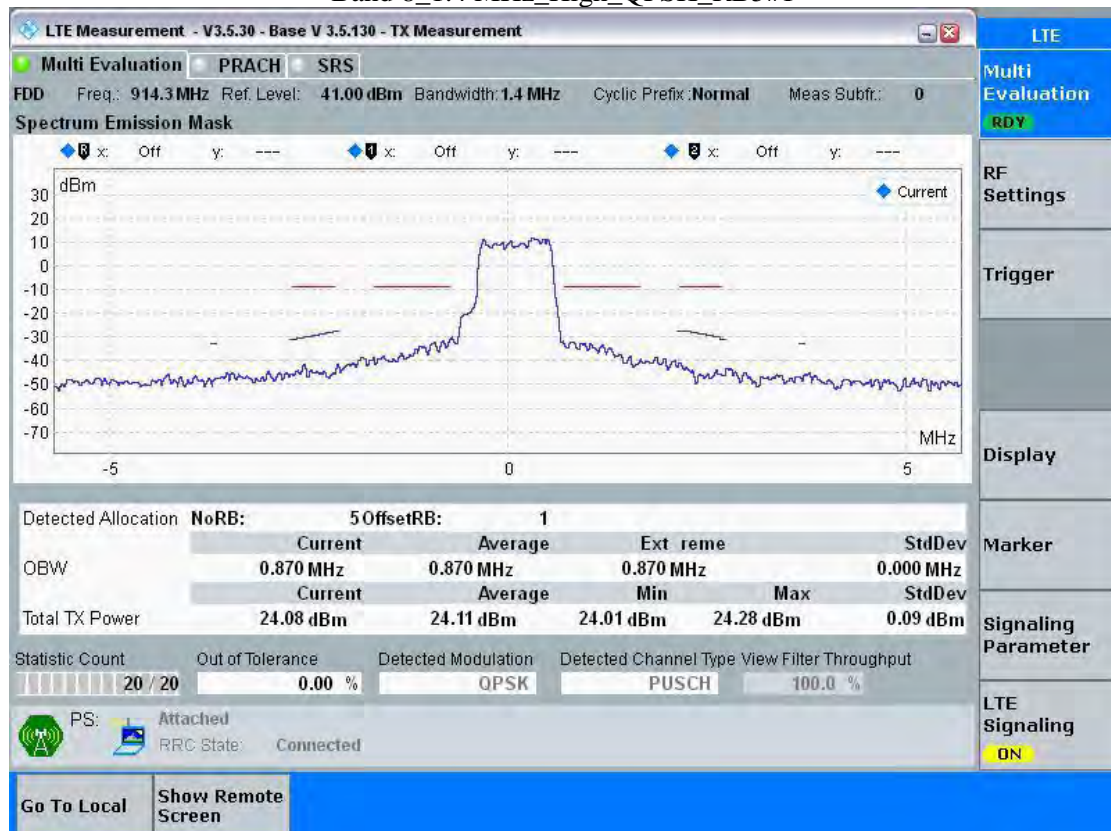 LTE Measurement - V3.5.30 - Base V 3.5.130 - TX Measurement
LTE
Multi Evaluation PRACH SRS
Multi
Evaluation
RDY
FDD Freq.: 914.3 MHz Ref. Level: 41.00 dBm Bandwidth: 1.4 MHz Cyclic Prefix :Normal Meas Subfr.: 0
Spectrum Emission Mask
R x: Off y: --- 1 x: Off y: --- 2 x: Off y: ---
dBm
Current
30
20
10
0
-10
-20
-30
-40
-50
-60
-70
MHz
-5 0 5
RF
Settings
Trigger
Display
Marker
Signaling
Parameter
LTE
Signaling
ON
Detected Allocation NoRB: 5 OffsetRB: 1
Current Average Ext reme StdDev
OBW 0.870 MHz 0.870 MHz 0.870 MHz 0.000 MHz
Current Average Min Max StdDev
Total TX Power 24.08 dBm 24.11 dBm 24.01 dBm 24.28 dBm 0.09 dBm
Statistic Count Out of Tolerance Detected Modulation Detected Channel Type View Filter Throughput
20 / 20 0.00 % QPSK PUSCH 100.0 %
PS: Attached
RRC State: Connected
Go To Local
Show Remote
Screen